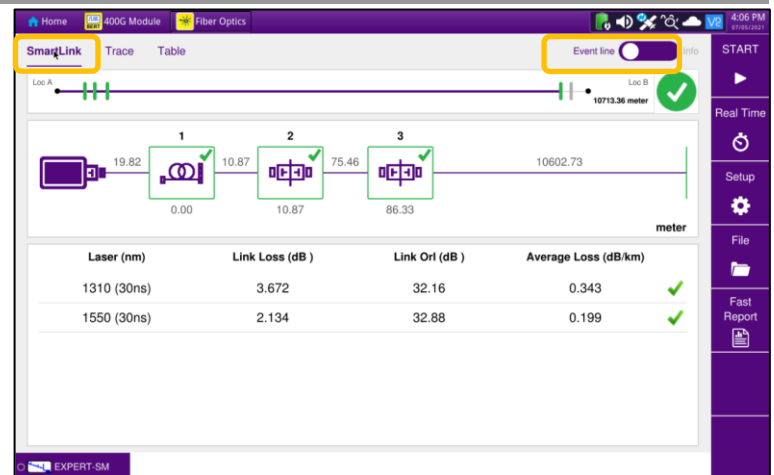 Home 400G Module Fiber Optics V2 4:06 PM
07/05/2021
SmartLink Trace Table Event line Info
START
Loc A Loc B
10713.36 meter
Real Time
1 2 3
19.82 10.87 75.46 10602.73
0.00 10.87 86.33
meter
Setup
File
Laser (nm) Link Loss (dB ) Link Orl (dB ) Average Loss (dB/km)
1310 (30ns) 3.672 32.16 0.343
1550 (30ns) 2.134 32.88 0.199
Fast
Report
EXPERT-SM